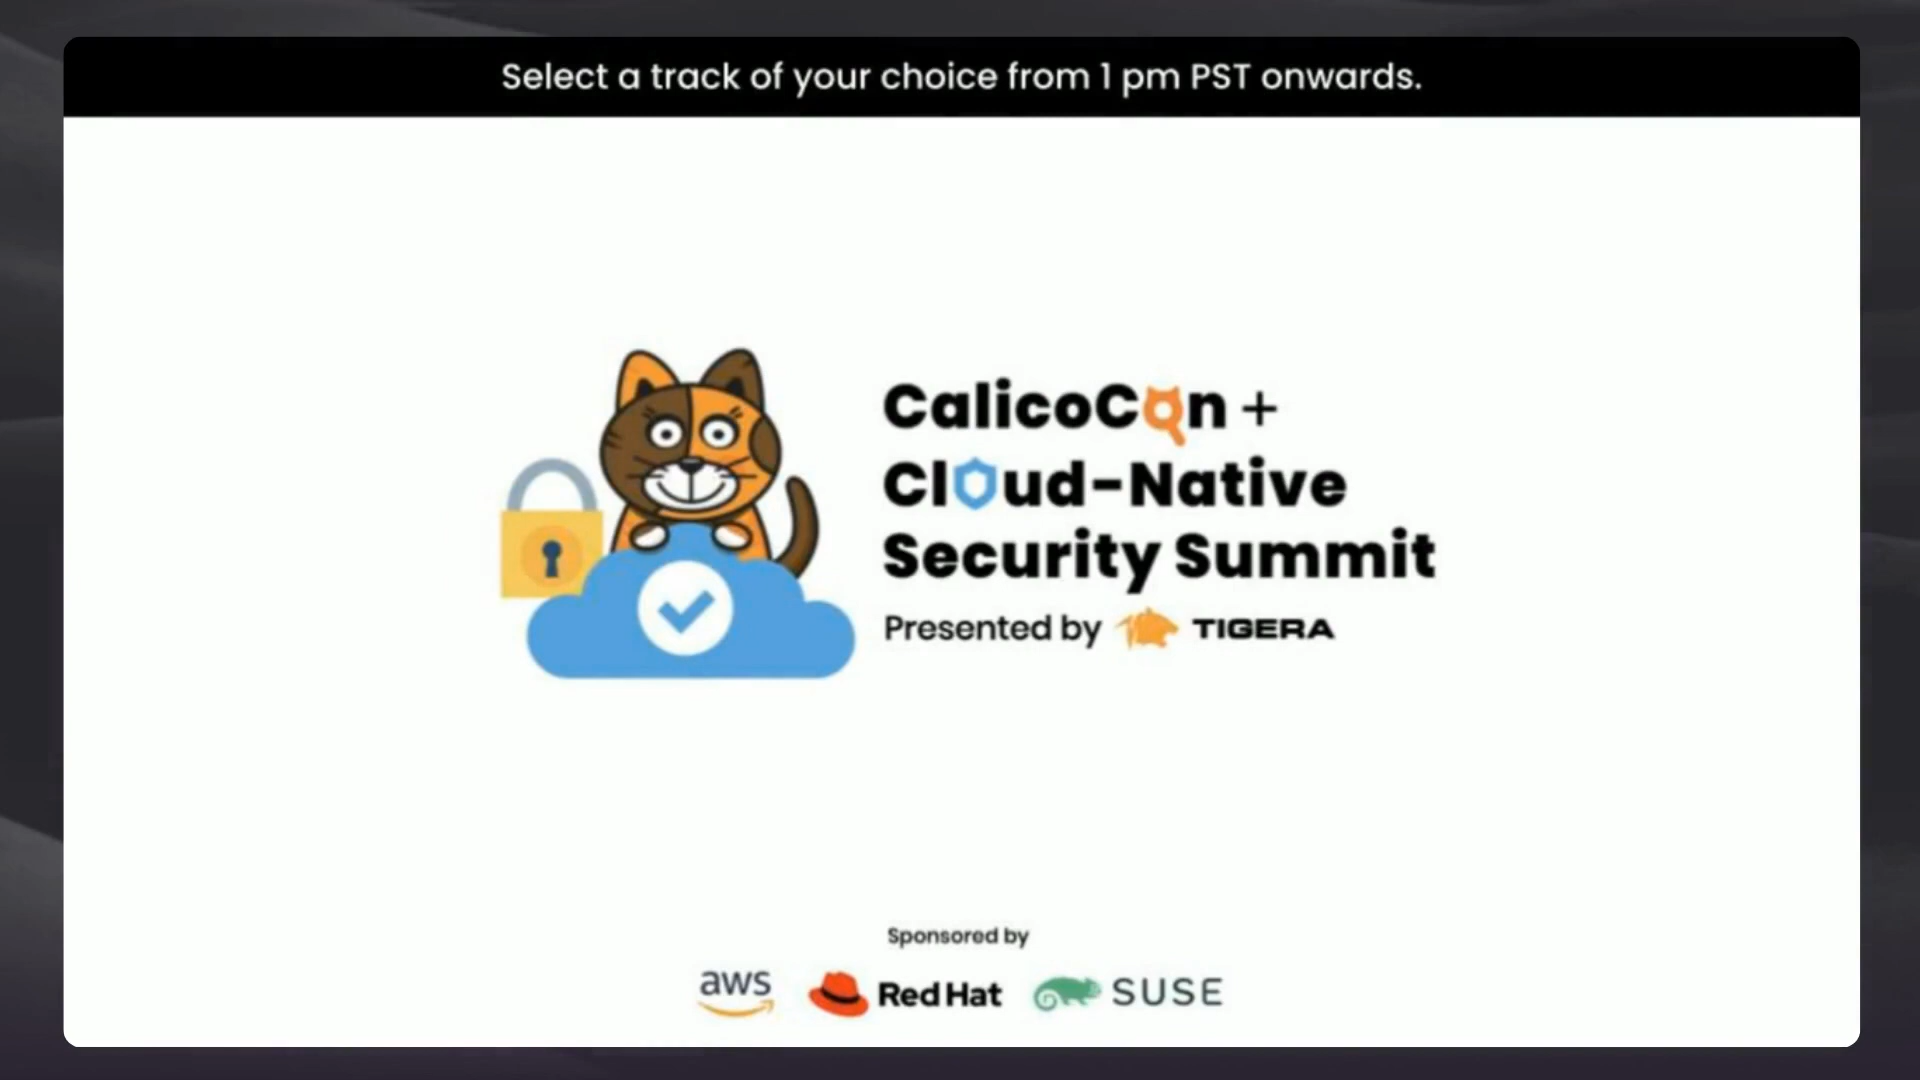 Select a track of your choice from 1 pm PST onwards.
CalicoCon +
Cloud-Native
Security Summit
Presented by TIGERA
Sponsored by
aws Red Hat SUSE